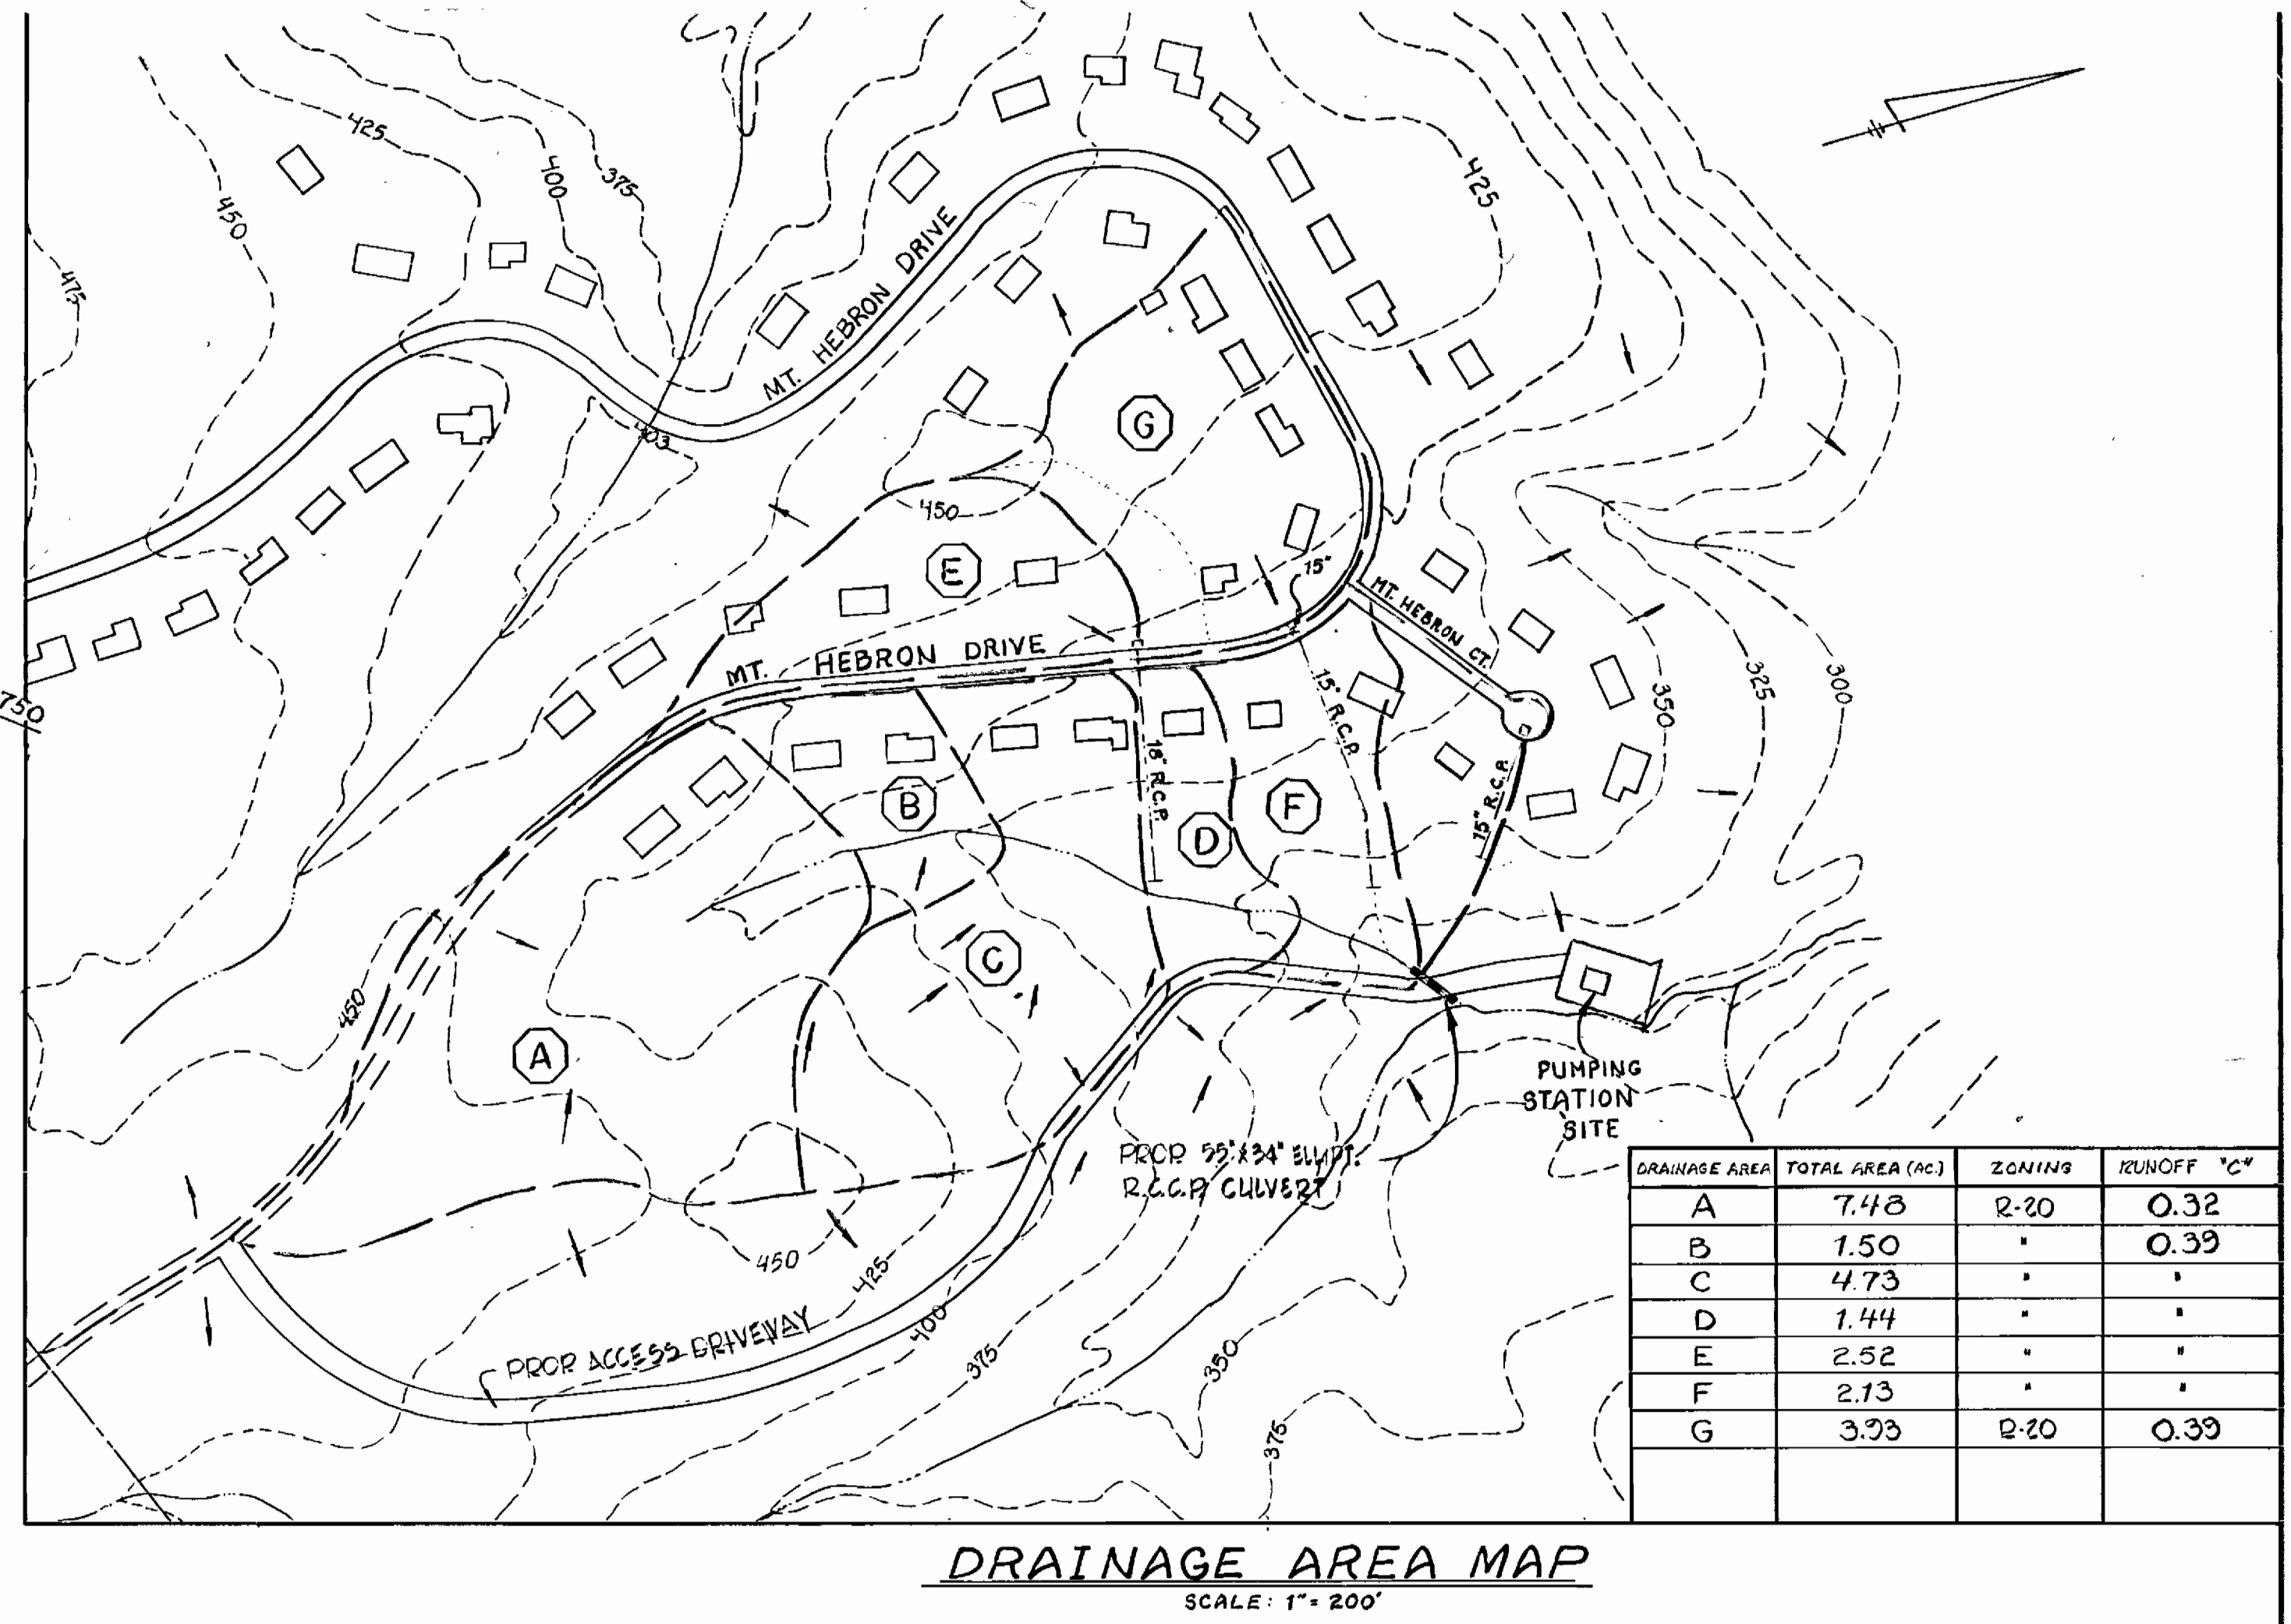 425
400
375
450
475
425
MT. HEBRON DRIVE
403
G
450
E
15"
MT. HEBRON CT.
MT. HEBRON DRIVE
15" R.C.P.
350
325
300
750
18" R.C.P.
15" R.C.P.
B
F
D
C
450
A
PUMPING
STATION
SITE
PROP. 55"x34" ELLIPT.
R.C.C.P. CULVERT
450
425
400
PROP. ACCESS DRIVEWAY
375
350
375
DRAINAGE AREA TOTAL AREA (AC.) ZONING RUNOFF "C"
A 7.48 R-20 0.32
B 1.50 " 0.39
C 4.73 " "
D 1.44 " "
E 2.52 " "
F 2.13 " "
G 3.93 R-20 0.39
DRAINAGE AREA MAP
SCALE: 1"= 200'